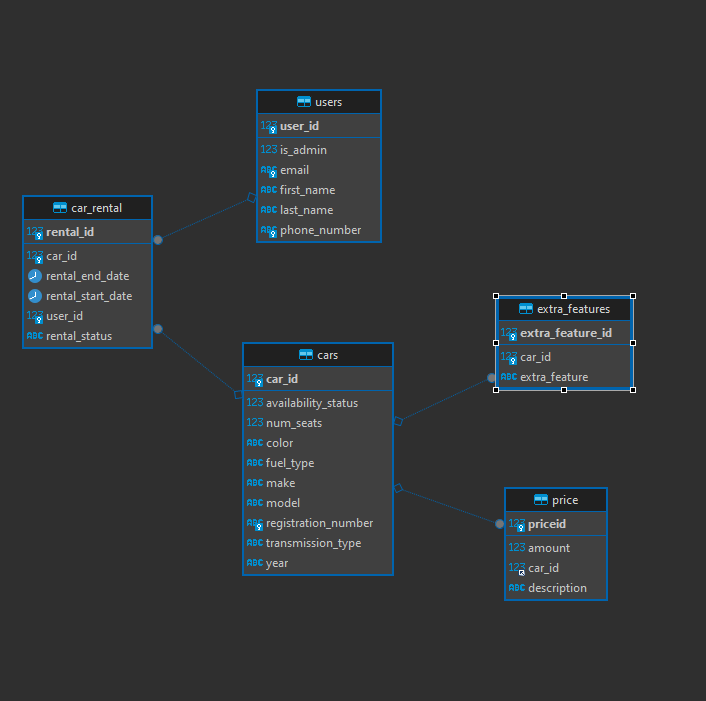 users
123 user_id
123 is_admin
ABC email
ABC first_name
ABC last_name
ABC phone_number
car_rental
123 rental_id
123 car_id
rental_end_date
rental_start_date
123 user_id
ABC rental_status
cars
123 car_id
123 availability_status
123 num_seats
ABC color
ABC fuel_type
ABC make
ABC model
ABC registration_number
ABC transmission_type
ABC year
extra_features
123 extra_feature_id
123 car_id
ABC extra_feature
price
123 priceid
123 amount
123 car_id
ABC description